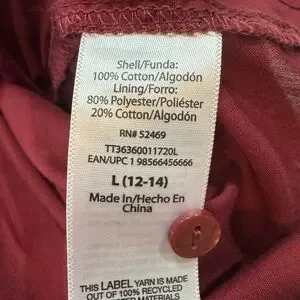 Shell/Funda:
100% Cotton/Algodón
Lining/Forro:
80% Polyester/Poliéster
20% Cotton/Algodón
RN# 52469
TT36360011720L
EAN/UPC 1 98566456666
L (12-14)
Made In/Hecho En
China
THIS LABEL YARN IS MADE
OUT OF 100% RECYCLED
MATERIALS